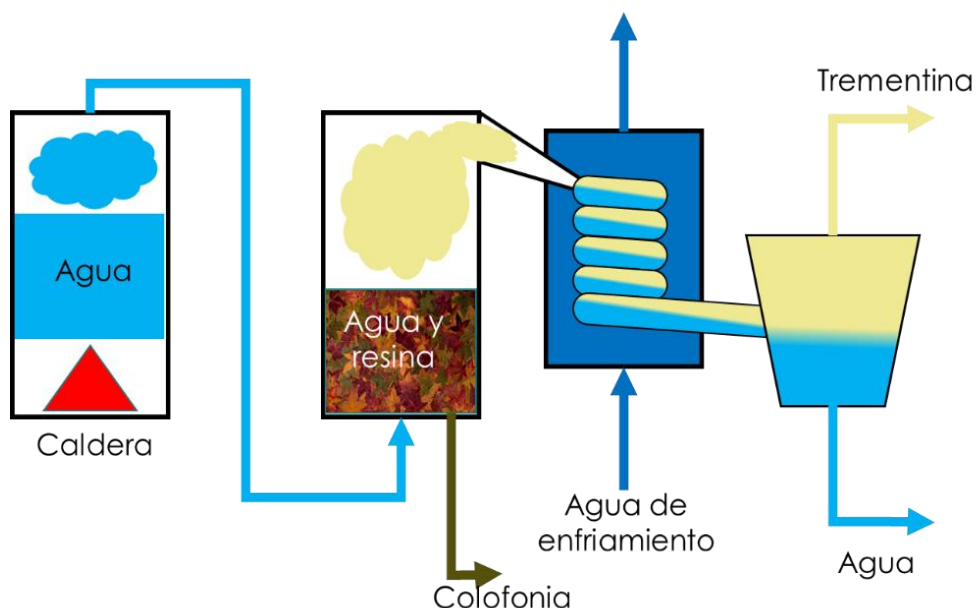 Trementina
Agua
Agua y
resina
Caldera
Agua de
enfriamiento
Agua
Colofonia